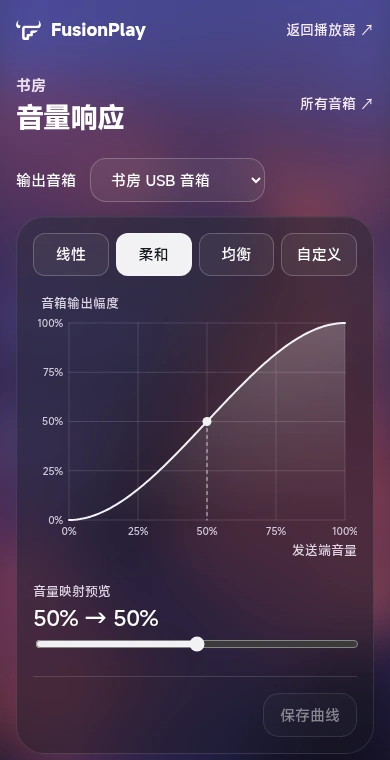 FusionPlay
返回播放器 ↗
书房
音量响应
所有音箱 ↗
输出音箱
书房 USB 音箱
线性
柔和
均衡
自定义
音箱输出幅度
100%
75%
50%
25%
0%
0% 25% 50% 75% 100%
发送端音量
音量映射预览
50% → 50%
保存曲线